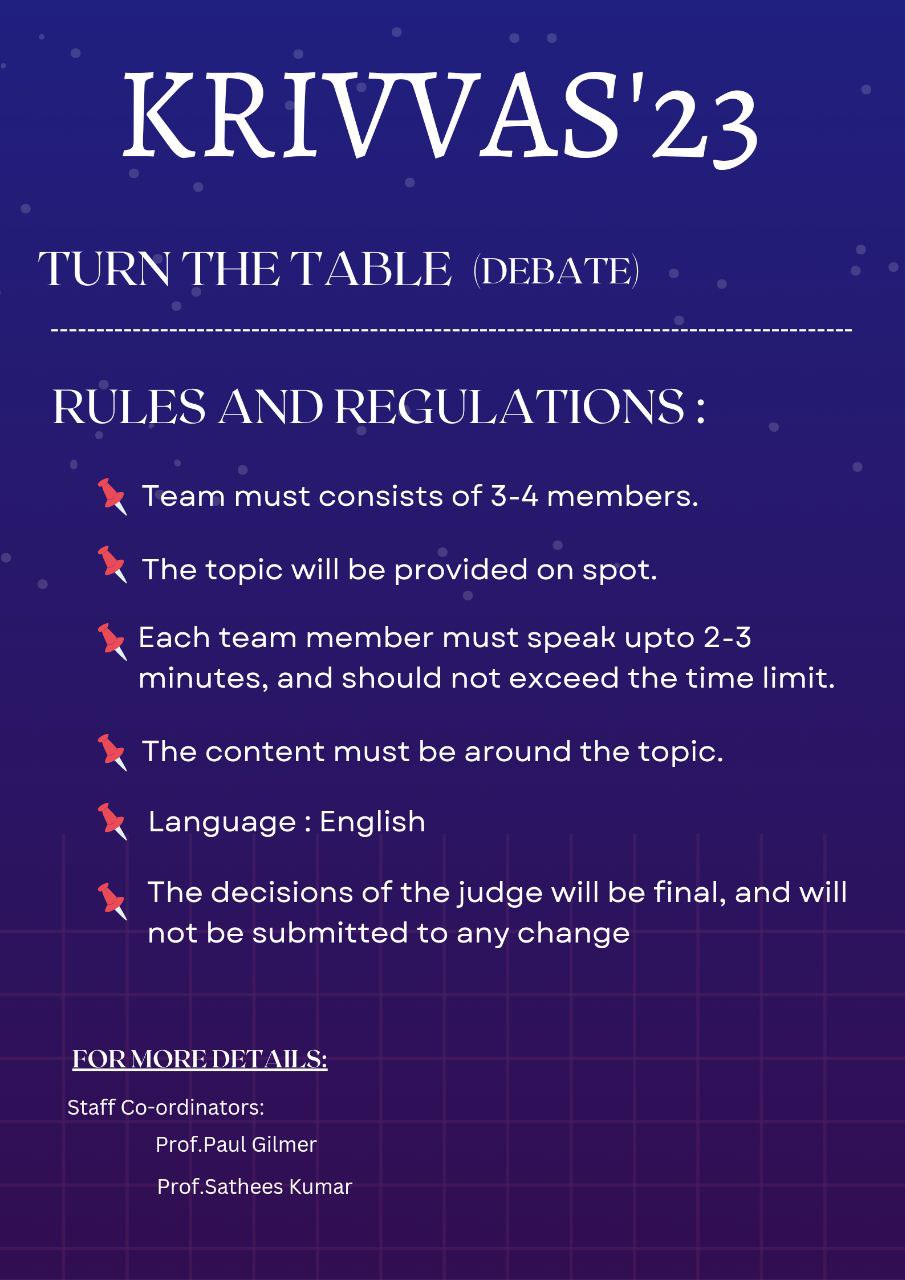 KRIVVAS'23
TURN THE TABLE (DEBATE)
--------------------------------------------------------------------------------------------
RULES AND REGULATIONS :
Team must consists of 3-4 members.
The topic will be provided on spot.
Each team member must speak upto 2-3
minutes, and should not exceed the time limit.
The content must be around the topic.
Language : English
The decisions of the judge will be final, and will
not be submitted to any change
FOR MORE DETAILS:
Staff Co-ordinators:
Prof.Paul Gilmer
Prof.Sathees Kumar